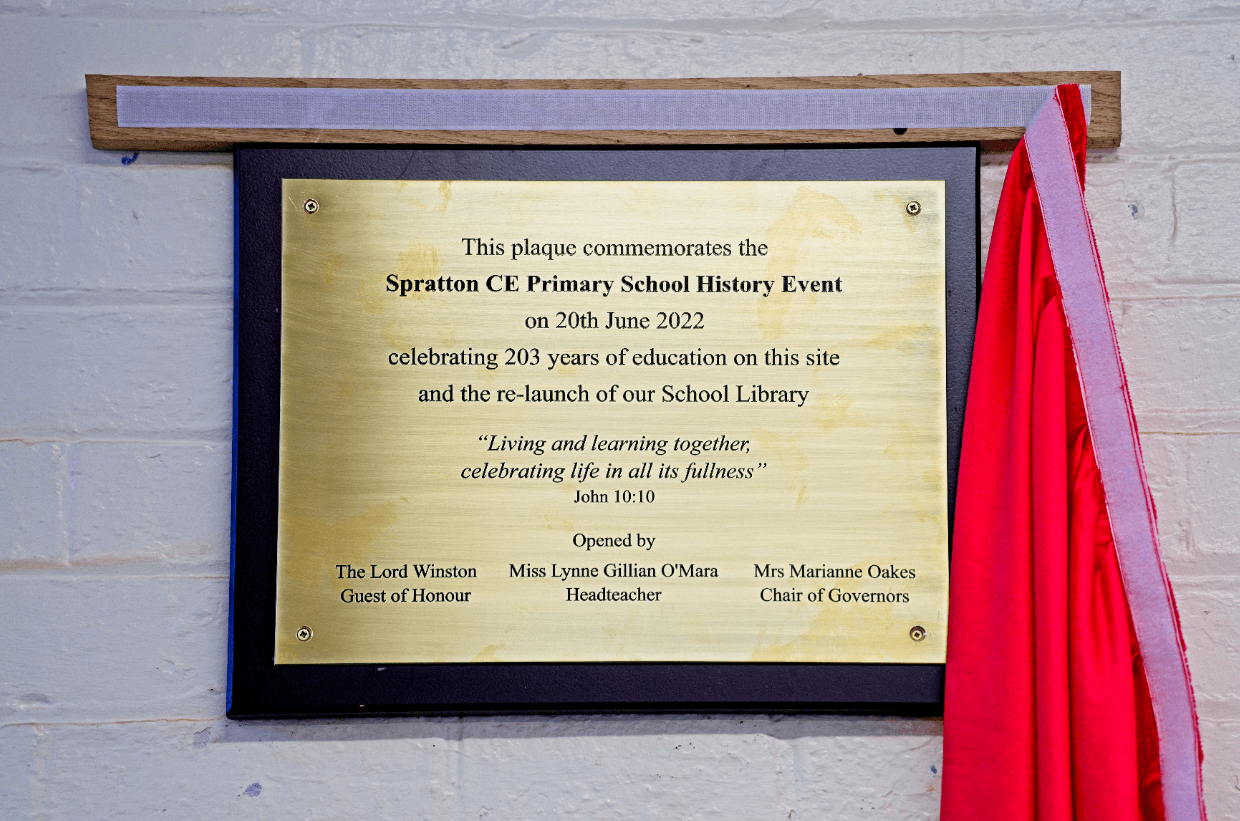 This plaque commemorates the
Spratton CE Primary School History Event
on 20th June 2022
celebrating 203 years of education on this site
and the re-launch of our School Library
“Living and learning together,
celebrating life in all its fullness”
John 10:10
Opened by
The Lord Winston Miss Lynne Gillian O'Mara Mrs Marianne Oakes
Guest of Honour Headteacher Chair of Governors